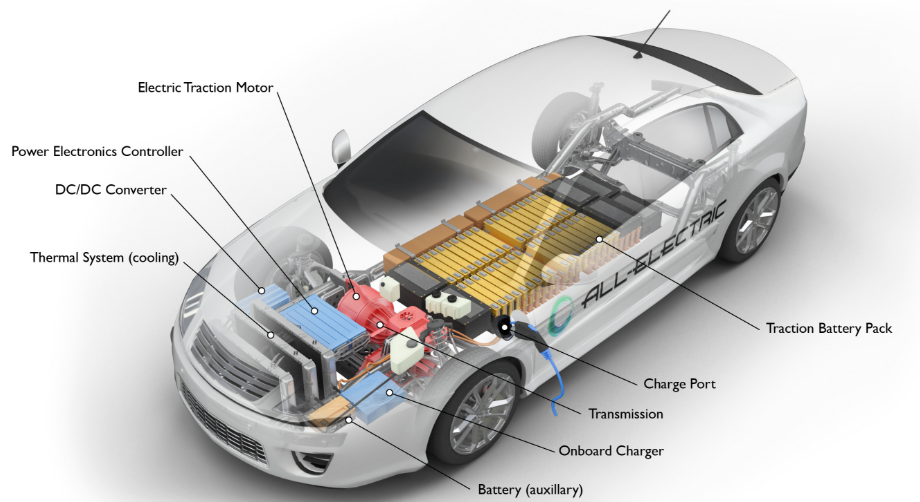 Electric Traction Motor
Power Electronics Controller
DC/DC Converter
Thermal System (cooling)
ALL-ELECTRIC
Traction Battery Pack
Charge Port
Transmission
Onboard Charger
Battery (auxillary)